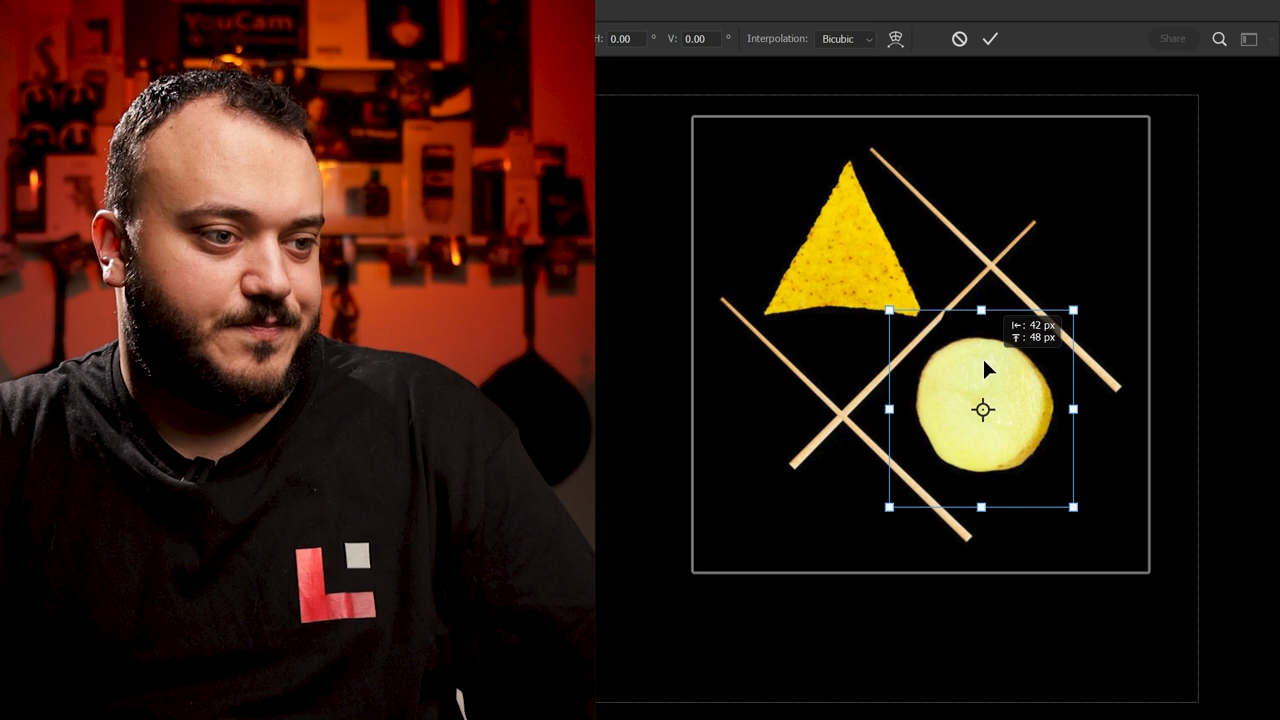 YouCam
H: 0.00 ° V: 0.00 ° Interpolation: Bicubic Share
: 42 px
: 48 px